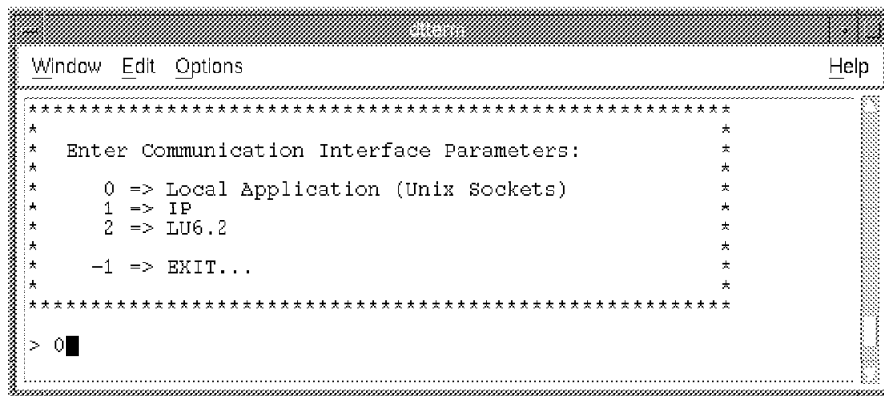 dtterm
Window Edit Options Help
*********************************************************
* *
* Enter Communication Interface Parameters: *
* *
* 0 => Local Application (Unix Sockets) *
* 1 => IP *
* 2 => LU6.2 *
* *
* -1 => EXIT... *
* *
*********************************************************
> 0